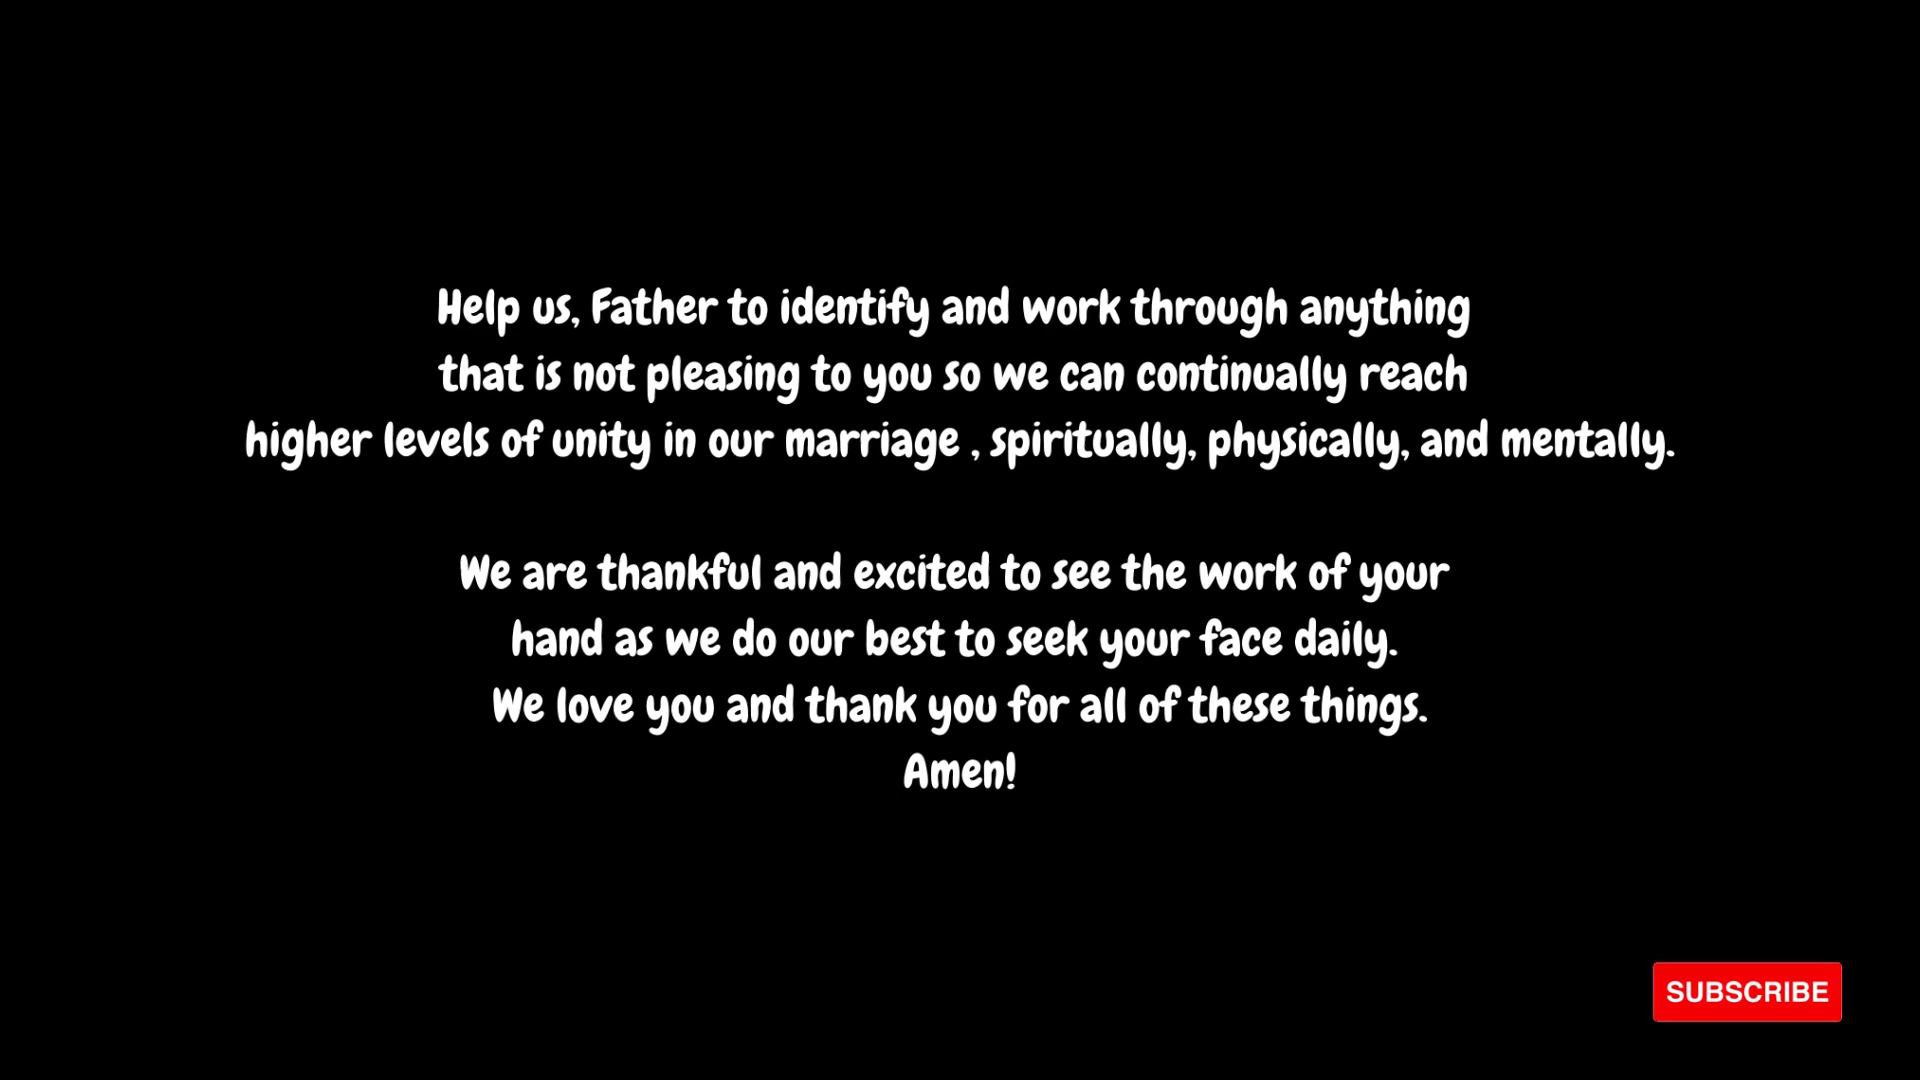 Help us, Father to identify and work through anything
that is not pleasing to you so we can continually reach
higher levels of unity in our marriage , spiritually, physically, and mentally.
We are thankful and excited to see the work of your
hand as we do our best to seek your face daily.
We love you and thank you for all of these things.
Amen!
SUBSCRIBE